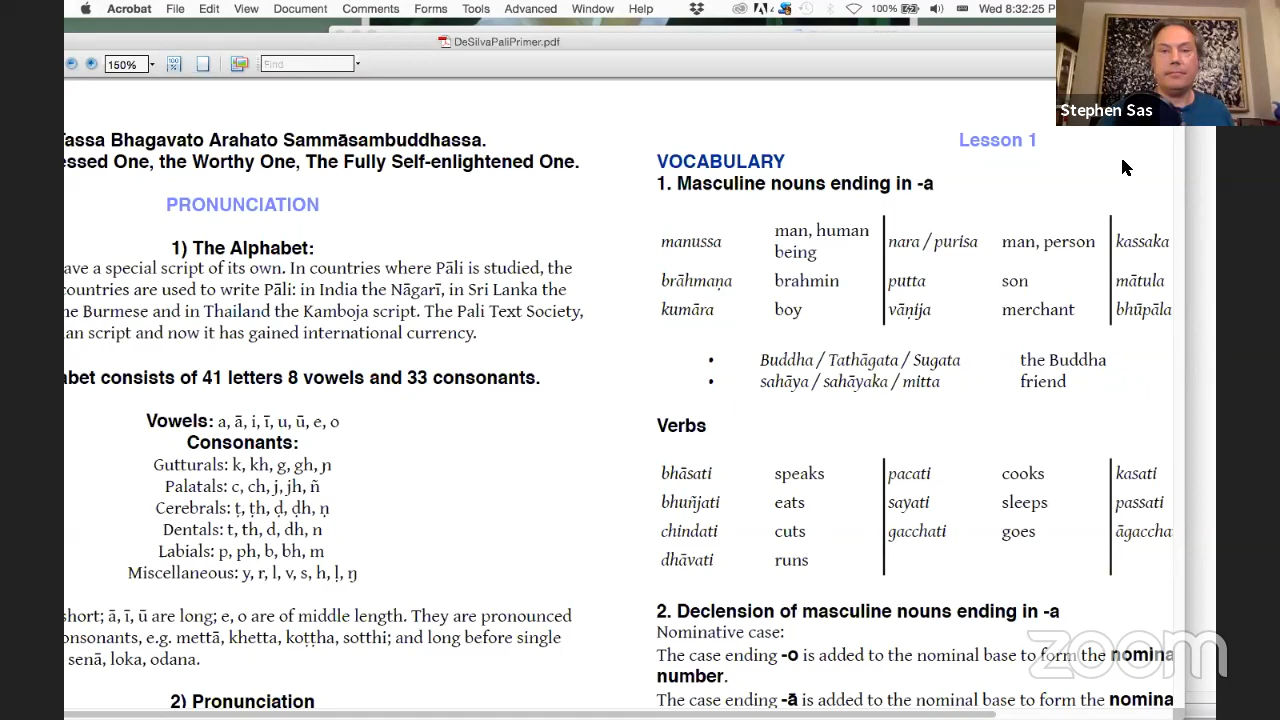 Acrobat File Edit View Document Comments Forms Tools Advanced Window Help 100% Wed 8:32:25 P
DeSilvaPaliPrimer.pdf
150% Find
Stephen Sas
Tassa Bhagavato Arahato Sammāsambuddhassa.
essed One, the Worthy One, The Fully Self-enlightened One.
PRONUNCIATION
1) The Alphabet:
ave a special script of its own. In countries where Pāli is studied, the
countries are used to write Pāli: in India the Nāgarī, in Sri Lanka the
he Burmese and in Thailand the Kamboja script. The Pali Text Society,
an script and now it has gained international currency.
abet consists of 41 letters 8 vowels and 33 consonants.
Vowels: a, ā, i, ī, u, ū, e, o
Consonants:
Gutturals: k, kh, g, gh, ɲ
Palatals: c, ch, j, jh, ñ
Cerebrals: ṭ, ṭh, ḍ, ḍh, ṇ
Dentals: t, th, d, dh, n
Labials: p, ph, b, bh, m
Miscellaneous: y, r, l, v, s, h, ḷ, ŋ
short; ā, ī, ū are long; e, o are of middle length. They are pronounced
onsonants, e.g. mettā, khetta, koṭṭha, sotthi; and long before single
senā, loka, odana.
2) Pronunciation
Lesson 1
VOCABULARY
1. Masculine nouns ending in -a
manussa man, human being nara / purisa man, person kassaka
brāhmaṇa brahmin putta son mātula
kumāra boy vāṇija merchant bhūpāla
• Buddha / Tathāgata / Sugata the Buddha
• sahāya / sahāyaka / mitta friend
Verbs
bhāsati speaks pacati cooks kasati
bhuñjati eats sayati sleeps passati
chindati cuts gacchati goes āgaccha
dhāvati runs
2. Declension of masculine nouns ending in -a
Nominative case:
The case ending -o is added to the nominal base to form the nomina
number.
The case ending -ā is added to the nominal base to form the nomina
zoom